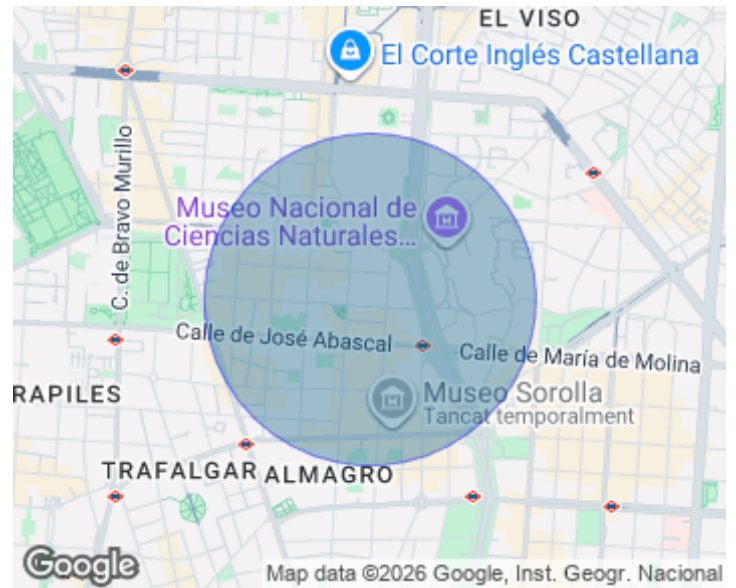 EL VISO
El Corte Inglés Castellana
C. de Bravo Murillo
Museo Nacional de
Ciencias Naturales...
Calle de José Abascal
Calle de María de Molina
RAPILES
Museo Sorolla
Tancat temporalment
TRAFALGAR
ALMAGRO
Google
Map data ©2026 Google, Inst. Geogr. Nacional